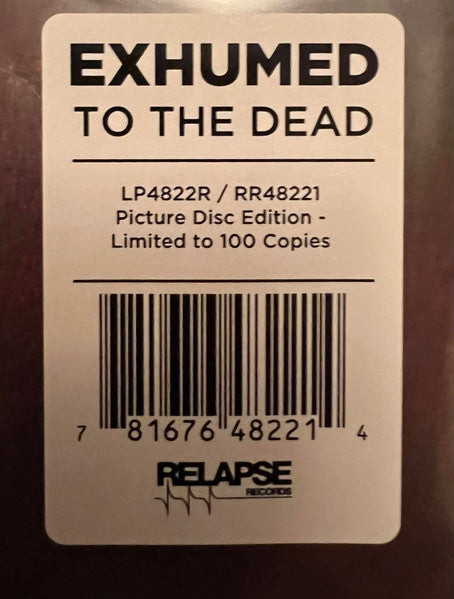 EXHUMED
TO THE DEAD
LP4822R / RR48221
Picture Disc Edition -
Limited to 100 Copies
7 81676 48221 4
RELAPSE
RECORDS